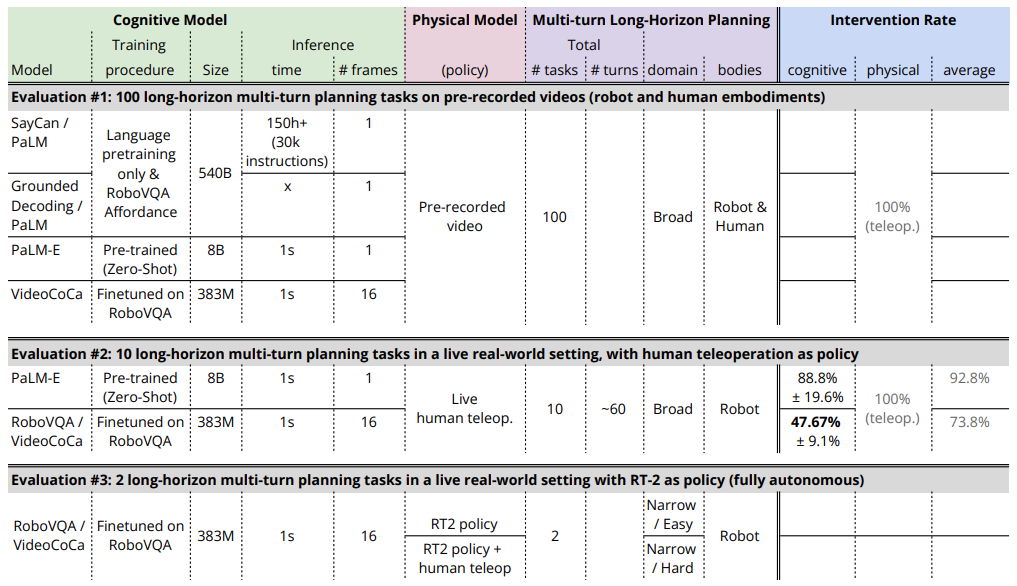 Cognitive Model Physical Model Multi-turn Long-Horizon Planning Intervention Rate
Training Inference Total
Model procedure Size time # frames (policy) # tasks # turns domain bodies cognitive physical average
Evaluation #1: 100 long-horizon multi-turn planning tasks on pre-recorded videos (robot and human embodiments)
SayCan / PaLM
Language pretraining only & RoboVQA Affordance
540B
150h+ (30k instructions)
1
Grounded Decoding / PaLM
x
1
PaLM-E
Pre-trained (Zero-Shot)
8B
1s
1
VideoCoCa
Finetuned on RoboVQA
383M
1s
16
Pre-recorded video
100
Broad
Robot & Human
100% (teleop.)
Evaluation #2: 10 long-horizon multi-turn planning tasks in a live real-world setting, with human teleoperation as policy
PaLM-E
Pre-trained (Zero-Shot)
8B
1s
1
Live human teleop.
10
~60
Broad
Robot
88.8% ± 19.6%
100% (teleop.)
92.8%
RoboVQA / VideoCoCa
Finetuned on RoboVQA
383M
1s
16
47.67% ± 9.1%
73.8%
Evaluation #3: 2 long-horizon multi-turn planning tasks in a live real-world setting with RT-2 as policy (fully autonomous)
RoboVQA / VideoCoCa
Finetuned on RoboVQA
383M
1s
16
RT2 policy
RT2 policy + human teleop
2
Narrow / Easy
Narrow / Hard
Robot